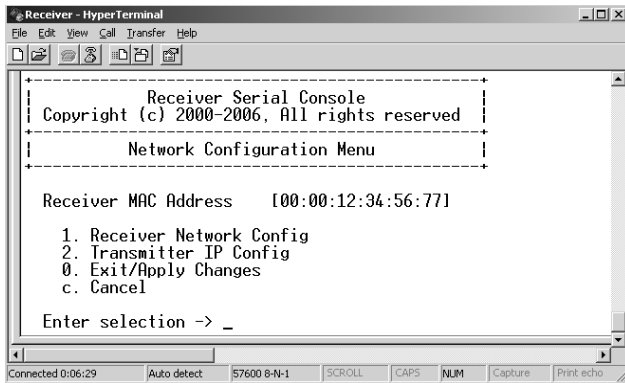 Receiver - HyperTerminal
File Edit View Call Transfer Help
Receiver Serial Console
Copyright (c) 2000-2006, All rights reserved
Network Configuration Menu
Receiver MAC Address [00:00:12:34:56:77]
1. Receiver Network Config
2. Transmitter IP Config
0. Exit/Apply Changes
c. Cancel
Enter selection -> _
Connected 0:06:29 Auto detect 57600 8-N-1 SCROLL CAPS NUM Capture Print echo